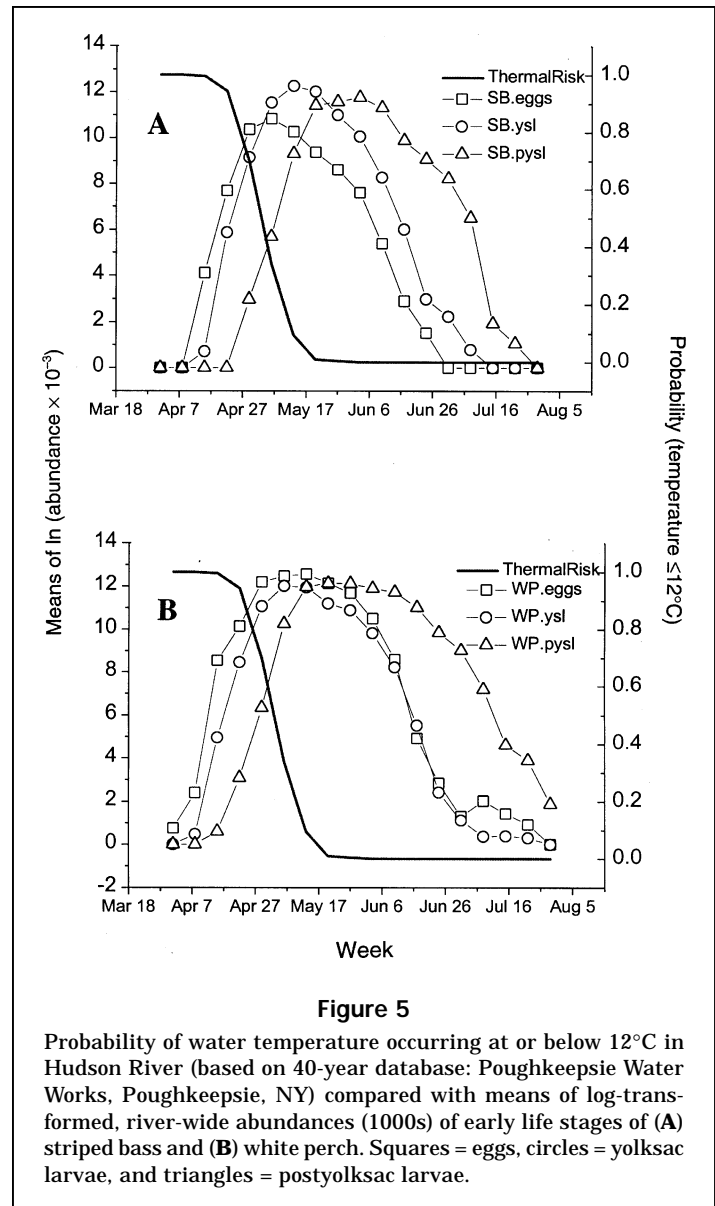 14
12
10
8
6
4
2
0
A
ThermalRisk
SB.eggs
SB.ysl
SB.pysl
1.0
0.8
0.6
0.4
0.2
0.0
Mar 18 Apr 7 Apr 27 May 17 Jun 6 Jun 26 Jul 16 Aug 5
Means of ln (abundance × 10⁻³)
Probability (temperature ≤12°C)
14
12
10
8
6
4
2
0
-2
B
ThermalRisk
WP.eggs
WP.ysl
WP.pysl
1.0
0.8
0.6
0.4
0.2
0.0
Mar 18 Apr 7 Apr 27 May 17 Jun 6 Jun 26 Jul 16 Aug 5
Week
Figure 5
Probability of water temperature occurring at or below 12°C in
Hudson River (based on 40-year database: Poughkeepsie Water
Works, Poughkeepsie, NY) compared with means of log-trans-
formed, river-wide abundances (1000s) of early life stages of (A)
striped bass and (B) white perch. Squares = eggs, circles = yolksac
larvae, and triangles = postyolksac larvae.